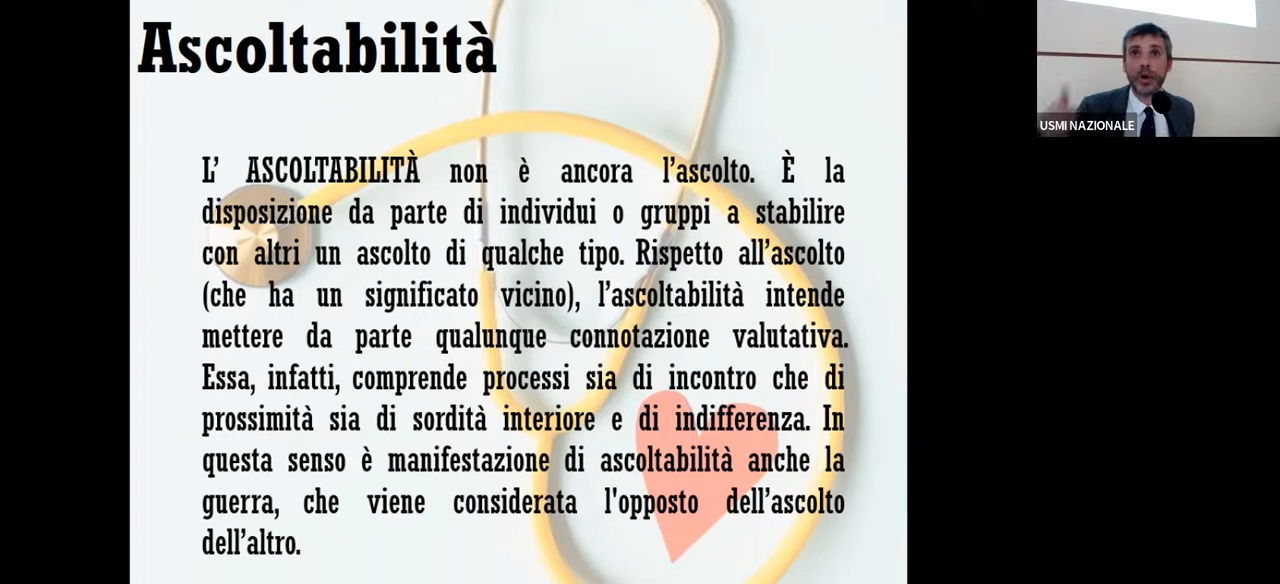 Ascoltabilità
L’ ASCOLTABILITÀ non è ancora l’ascolto. È la
disposizione da parte di individui o gruppi a stabilire
con altri un ascolto di qualche tipo. Rispetto all’ascolto
(che ha un significato vicino), l’ascoltabilità intende
mettere da parte qualunque connotazione valutativa.
Essa, infatti, comprende processi sia di incontro che di
prossimità sia di sordità interiore e di indifferenza. In
questa senso è manifestazione di ascoltabilità anche la
guerra, che viene considerata l'opposto dell’ascolto
dell’altro.
USMI NAZIONALE